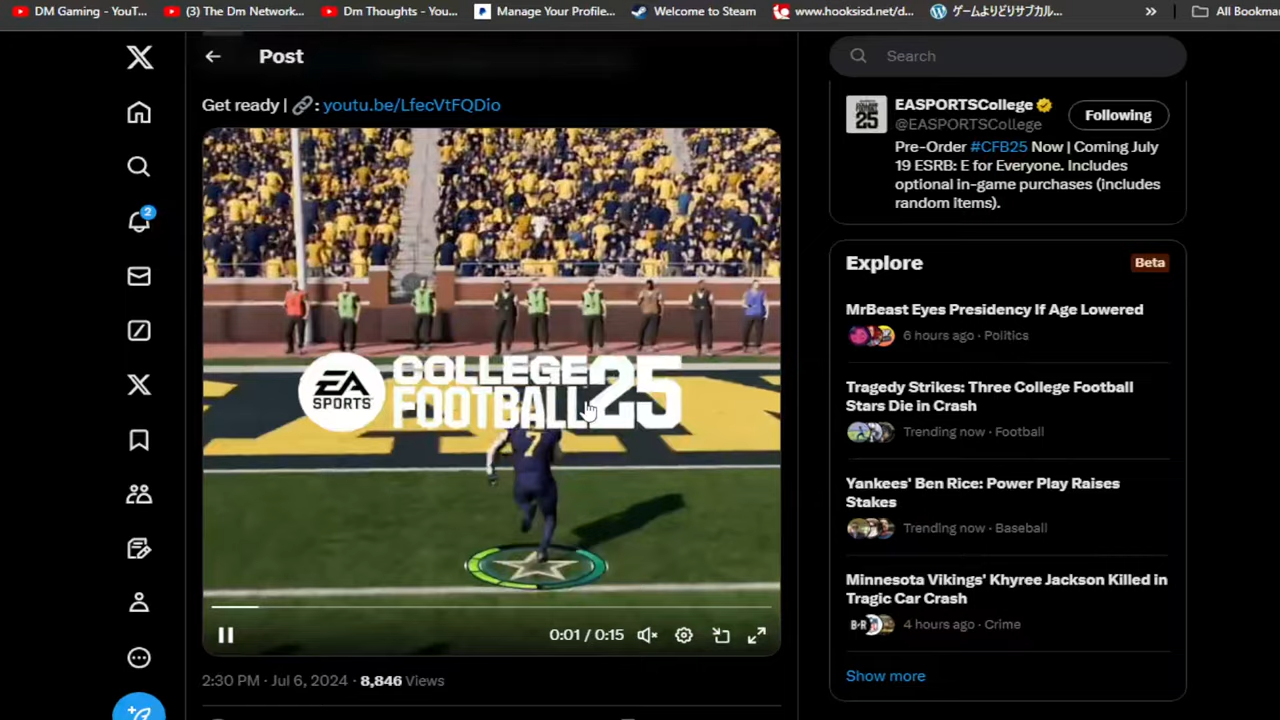 DM Gaming - YouT...
(3) The Dm Network...
Dm Thoughts - You...
Manage Your Profile...
Welcome to Steam
www.hooksisd.net/d...
ゲームよりどりサブカル...
»
All Bookmar
Post
Search
Get ready | 🔗: youtu.be/LfecVtFQDio
EASPORTSCollege
@EASPORTSCollege
Following
Pre-Order #CFB25 Now | Coming July
19 ESRB: E for Everyone. Includes
optional in-game purchases (includes
random items).
2
25
EA
SPORTS
COLLEGE
FOOTBALL 25
7
Explore
Beta
MrBeast Eyes Presidency If Age Lowered
6 hours ago · Politics
Tragedy Strikes: Three College Football
Stars Die in Crash
Trending now · Football
Yankees' Ben Rice: Power Play Raises
Stakes
Trending now · Baseball
Minnesota Vikings' Khyree Jackson Killed in
Tragic Car Crash
B·R
4 hours ago · Crime
Show more
0:01 / 0:15
2:30 PM · Jul 6, 2024 · 8,846 Views